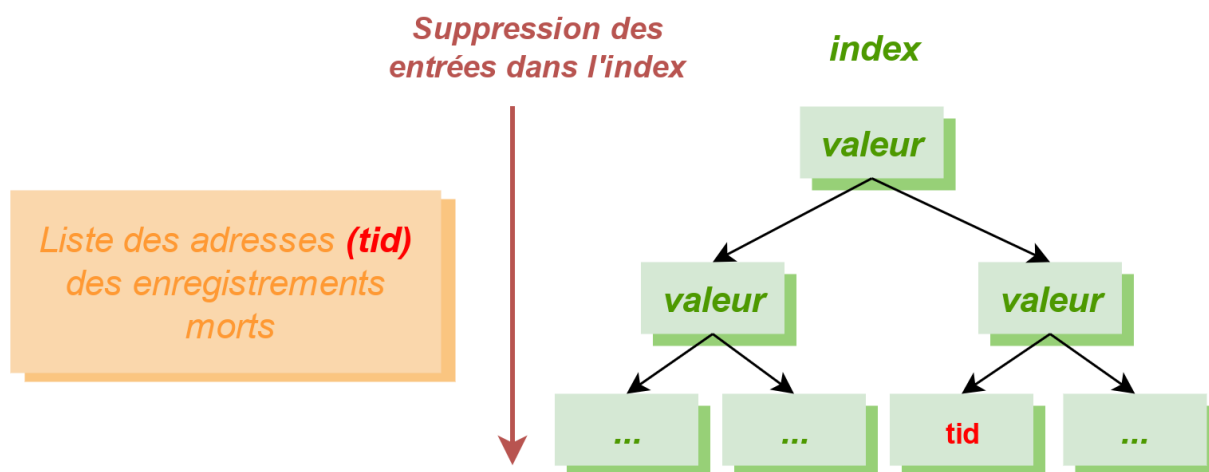 Suppression des
entrées dans l'index
index
valeur
Liste des adresses (tid)
des enregistrements
morts
valeur
valeur
...
...
tid
...